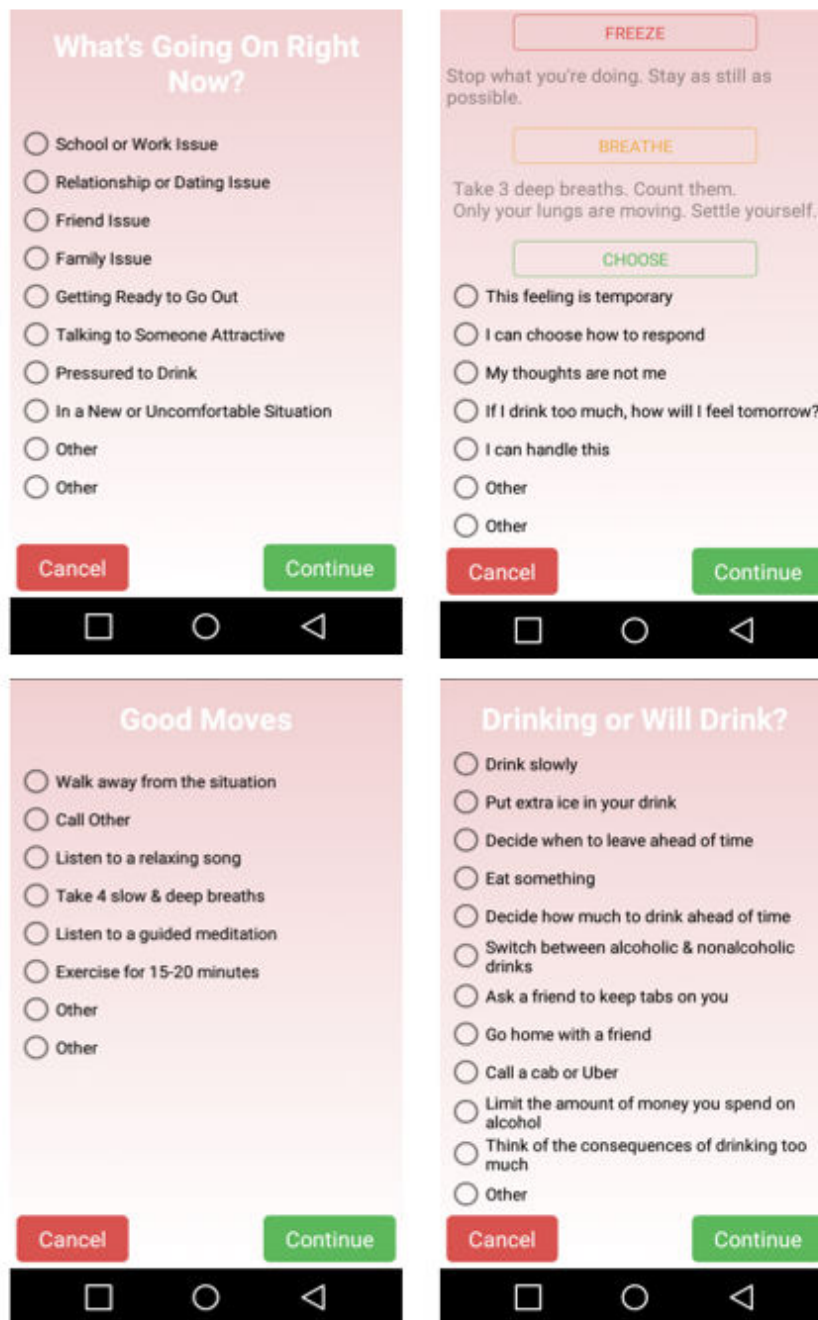 What's Going On Right
Now?
School or Work Issue
Relationship or Dating Issue
Friend Issue
Family Issue
Getting Ready to Go Out
Talking to Someone Attractive
Pressured to Drink
In a New or Uncomfortable Situation
Other
Other
Cancel
Continue
FREEZE
Stop what you're doing. Stay as still as
possible.
BREATHE
Take 3 deep breaths. Count them.
Only your lungs are moving. Settle yourself.
CHOOSE
This feeling is temporary
I can choose how to respond
My thoughts are not me
If I drink too much, how will I feel tomorrow?
I can handle this
Other
Other
Cancel
Continue
Good Moves
Walk away from the situation
Call Other
Listen to a relaxing song
Take 4 slow & deep breaths
Listen to a guided meditation
Exercise for 15-20 minutes
Other
Other
Cancel
Continue
Drinking or Will Drink?
Drink slowly
Put extra ice in your drink
Decide when to leave ahead of time
Eat something
Decide how much to drink ahead of time
Switch between alcoholic & nonalcoholic
drinks
Ask a friend to keep tabs on you
Go home with a friend
Call a cab or Uber
Limit the amount of money you spend on
alcohol
Think of the consequences of drinking too
much
Other
Cancel
Continue